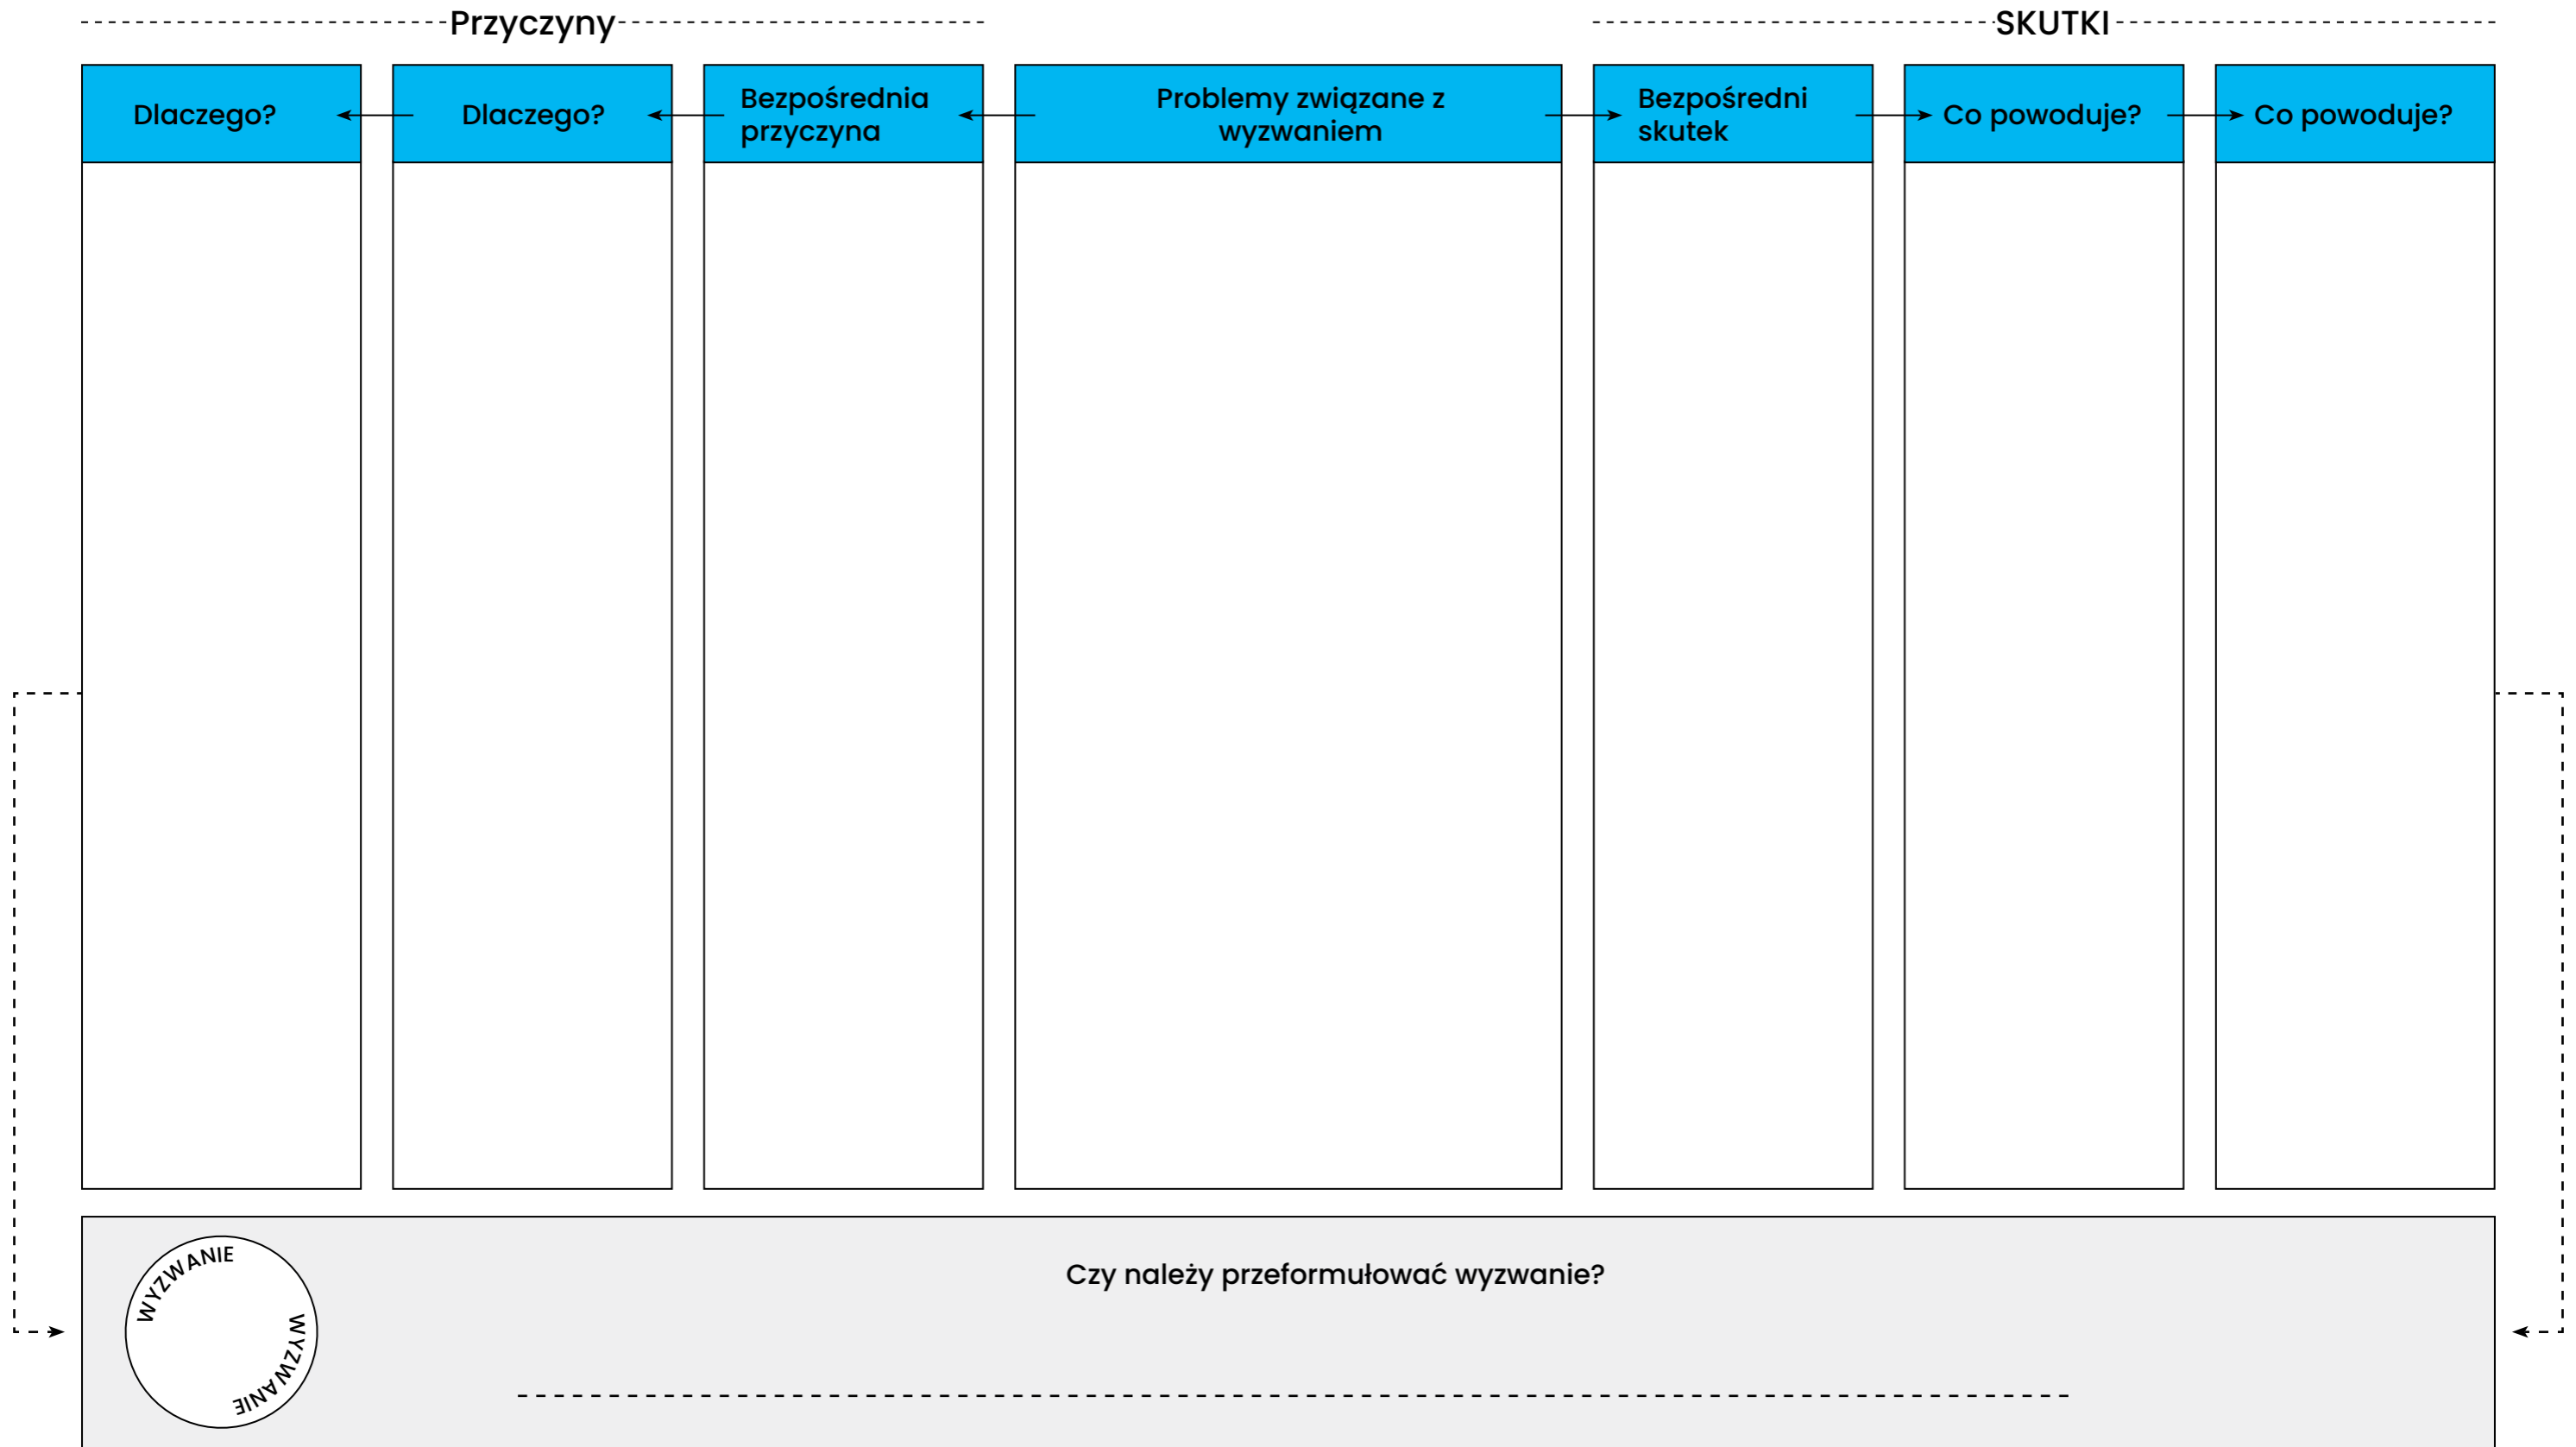 Przyczyny
SKUTKI
Dlaczego?
Dlaczego?
Bezpośrednia
przyczyna
Problemy związane z
wyzwaniem
Bezpośredni
skutek
Co powoduje?
Co powoduje?
Czy należy przeformułować wyzwanie?
WYZWANIE
WYZWANIE